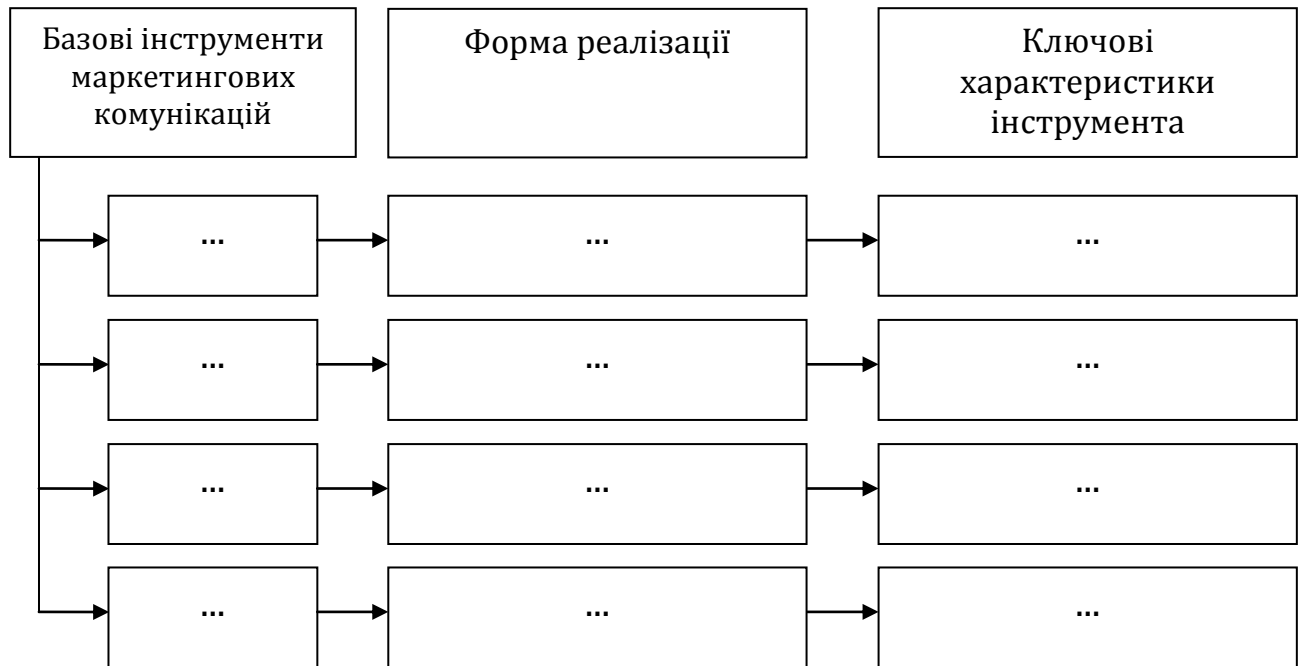 Базові інструменти
маркетингових
комунікацій
Форма реалізації
Ключові
характеристики
інструмента
... ... ...
... ... ...
... ... ...
... ... ...